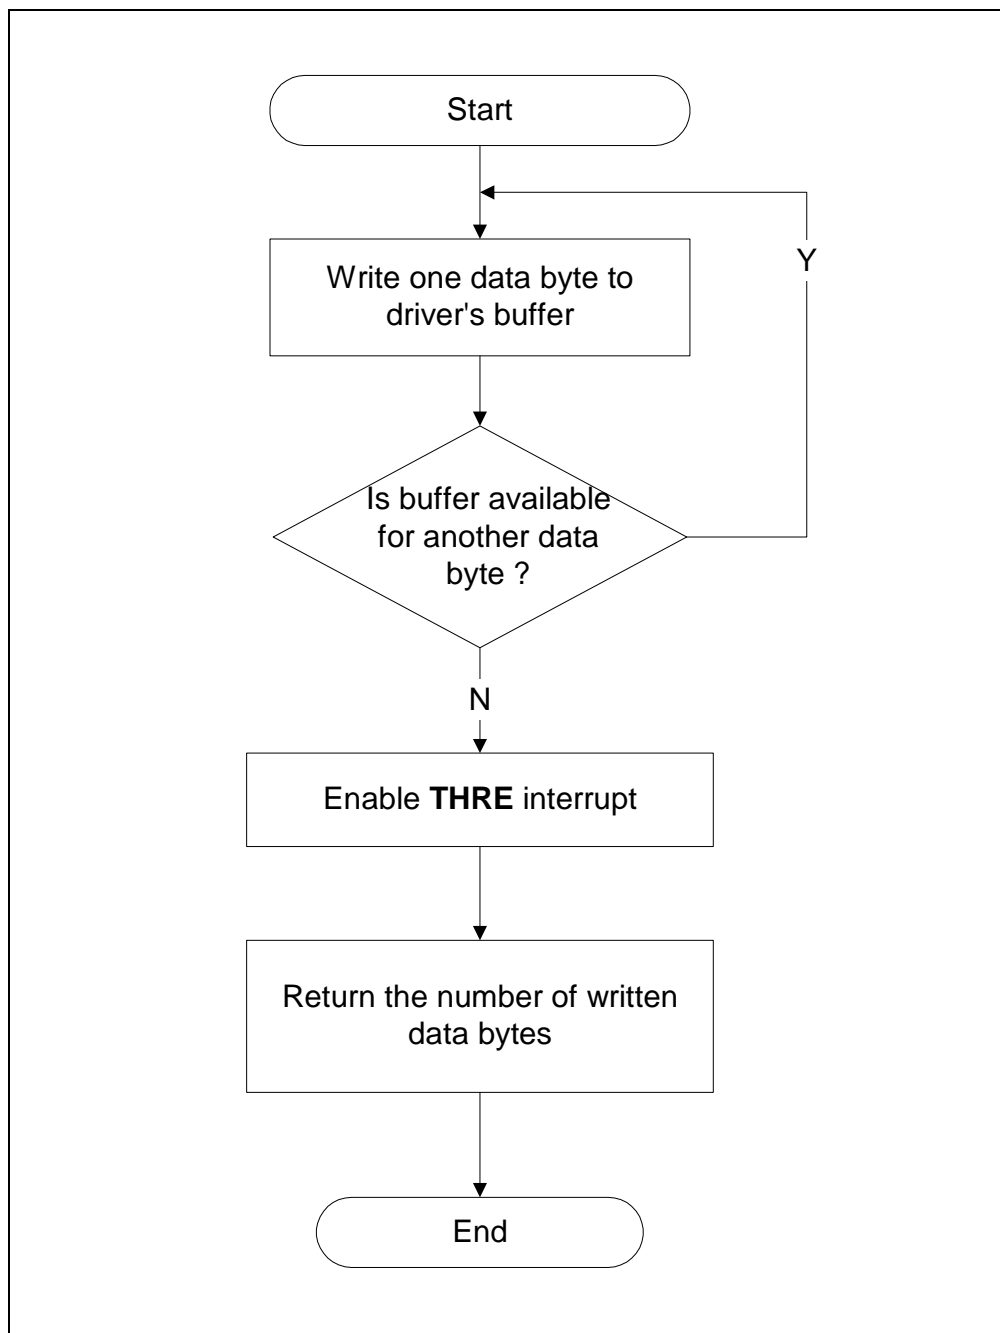 Start
Y
Write one data byte to
driver's buffer
Is buffer available
for another data
byte ?
N
Enable THRE interrupt
Return the number of written
data bytes
End